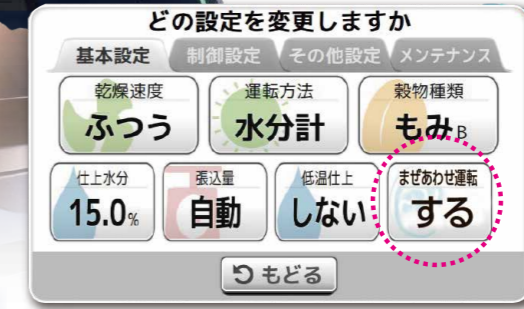 どの設定を変更しますか
基本設定 制御設定 その他設定 メンテナンス
乾燥速度 運転方法 穀物種類
ふつう 水分計 もみB
仕上水分 張込量 低温仕上 まぜあわせ運転
15.0% 自動 しない する
もどる